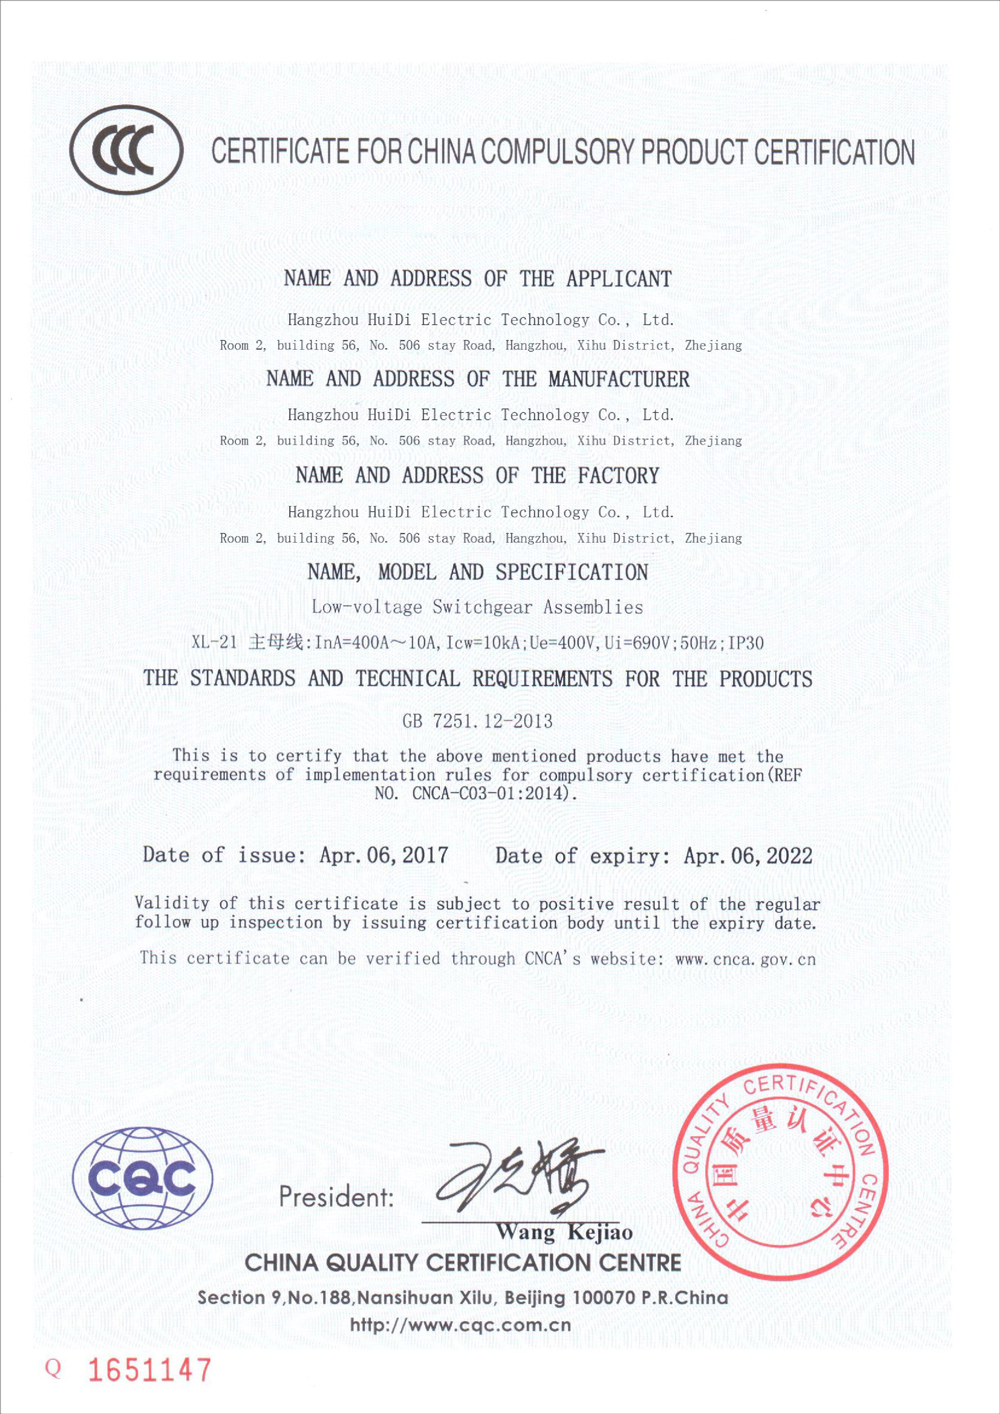 CCC
CERTIFICATE FOR CHINA COMPULSORY PRODUCT CERTIFICATION
NAME AND ADDRESS OF THE APPLICANT
Hangzhou HuiDi Electric Technology Co., Ltd.
Room 2, building 56, No. 506 stay Road, Hangzhou, Xihu District, Zhejiang
NAME AND ADDRESS OF THE MANUFACTURER
Hangzhou HuiDi Electric Technology Co., Ltd.
Room 2, building 56, No. 506 stay Road, Hangzhou, Xihu District, Zhejiang
NAME AND ADDRESS OF THE FACTORY
Hangzhou HuiDi Electric Technology Co., Ltd.
Room 2, building 56, No. 506 stay Road, Hangzhou, Xihu District, Zhejiang
NAME, MODEL AND SPECIFICATION
Low-voltage Switchgear Assemblies
XL-21 主母线:InA=400A～10A,Icw=10kA;Ue=400V,Ui=690V;50Hz;IP30
THE STANDARDS AND TECHNICAL REQUIREMENTS FOR THE PRODUCTS
GB 7251.12-2013
This is to certify that the above mentioned products have met the
requirements of implementation rules for compulsory certification(REF
NO. CNCA-C03-01:2014).
Date of issue: Apr.06,2017 Date of expiry: Apr.06,2022
Validity of this certificate is subject to positive result of the regular
follow up inspection by issuing certification body until the expiry date.
This certificate can be verified through CNCA's website: www.cnca.gov.cn
CQC
President:
王克娇
Wang Kejiao
CHINA QUALITY CERTIFICATION CENTRE
中国质量认证中心
CHINA QUALITY CERTIFICATION CENTRE
Section 9,No.188,Nansihuan Xilu, Beijing 100070 P.R.China
http://www.cqc.com.cn
Q 1651147